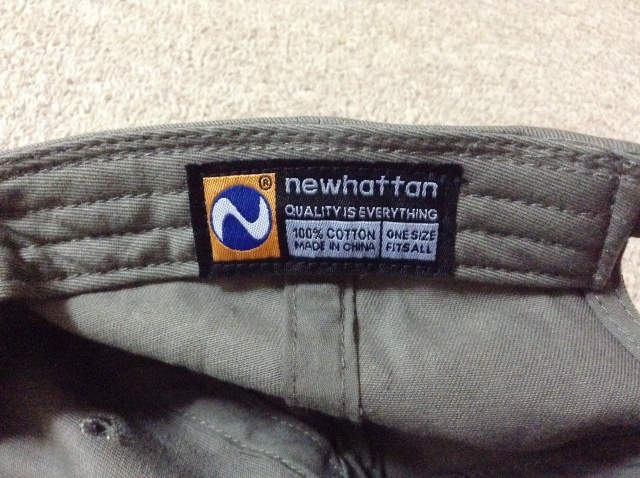 ®
newhattan
QUALITY IS EVERYTHING
100% COTTON
MADE IN CHINA
ONE SIZE
FITS ALL